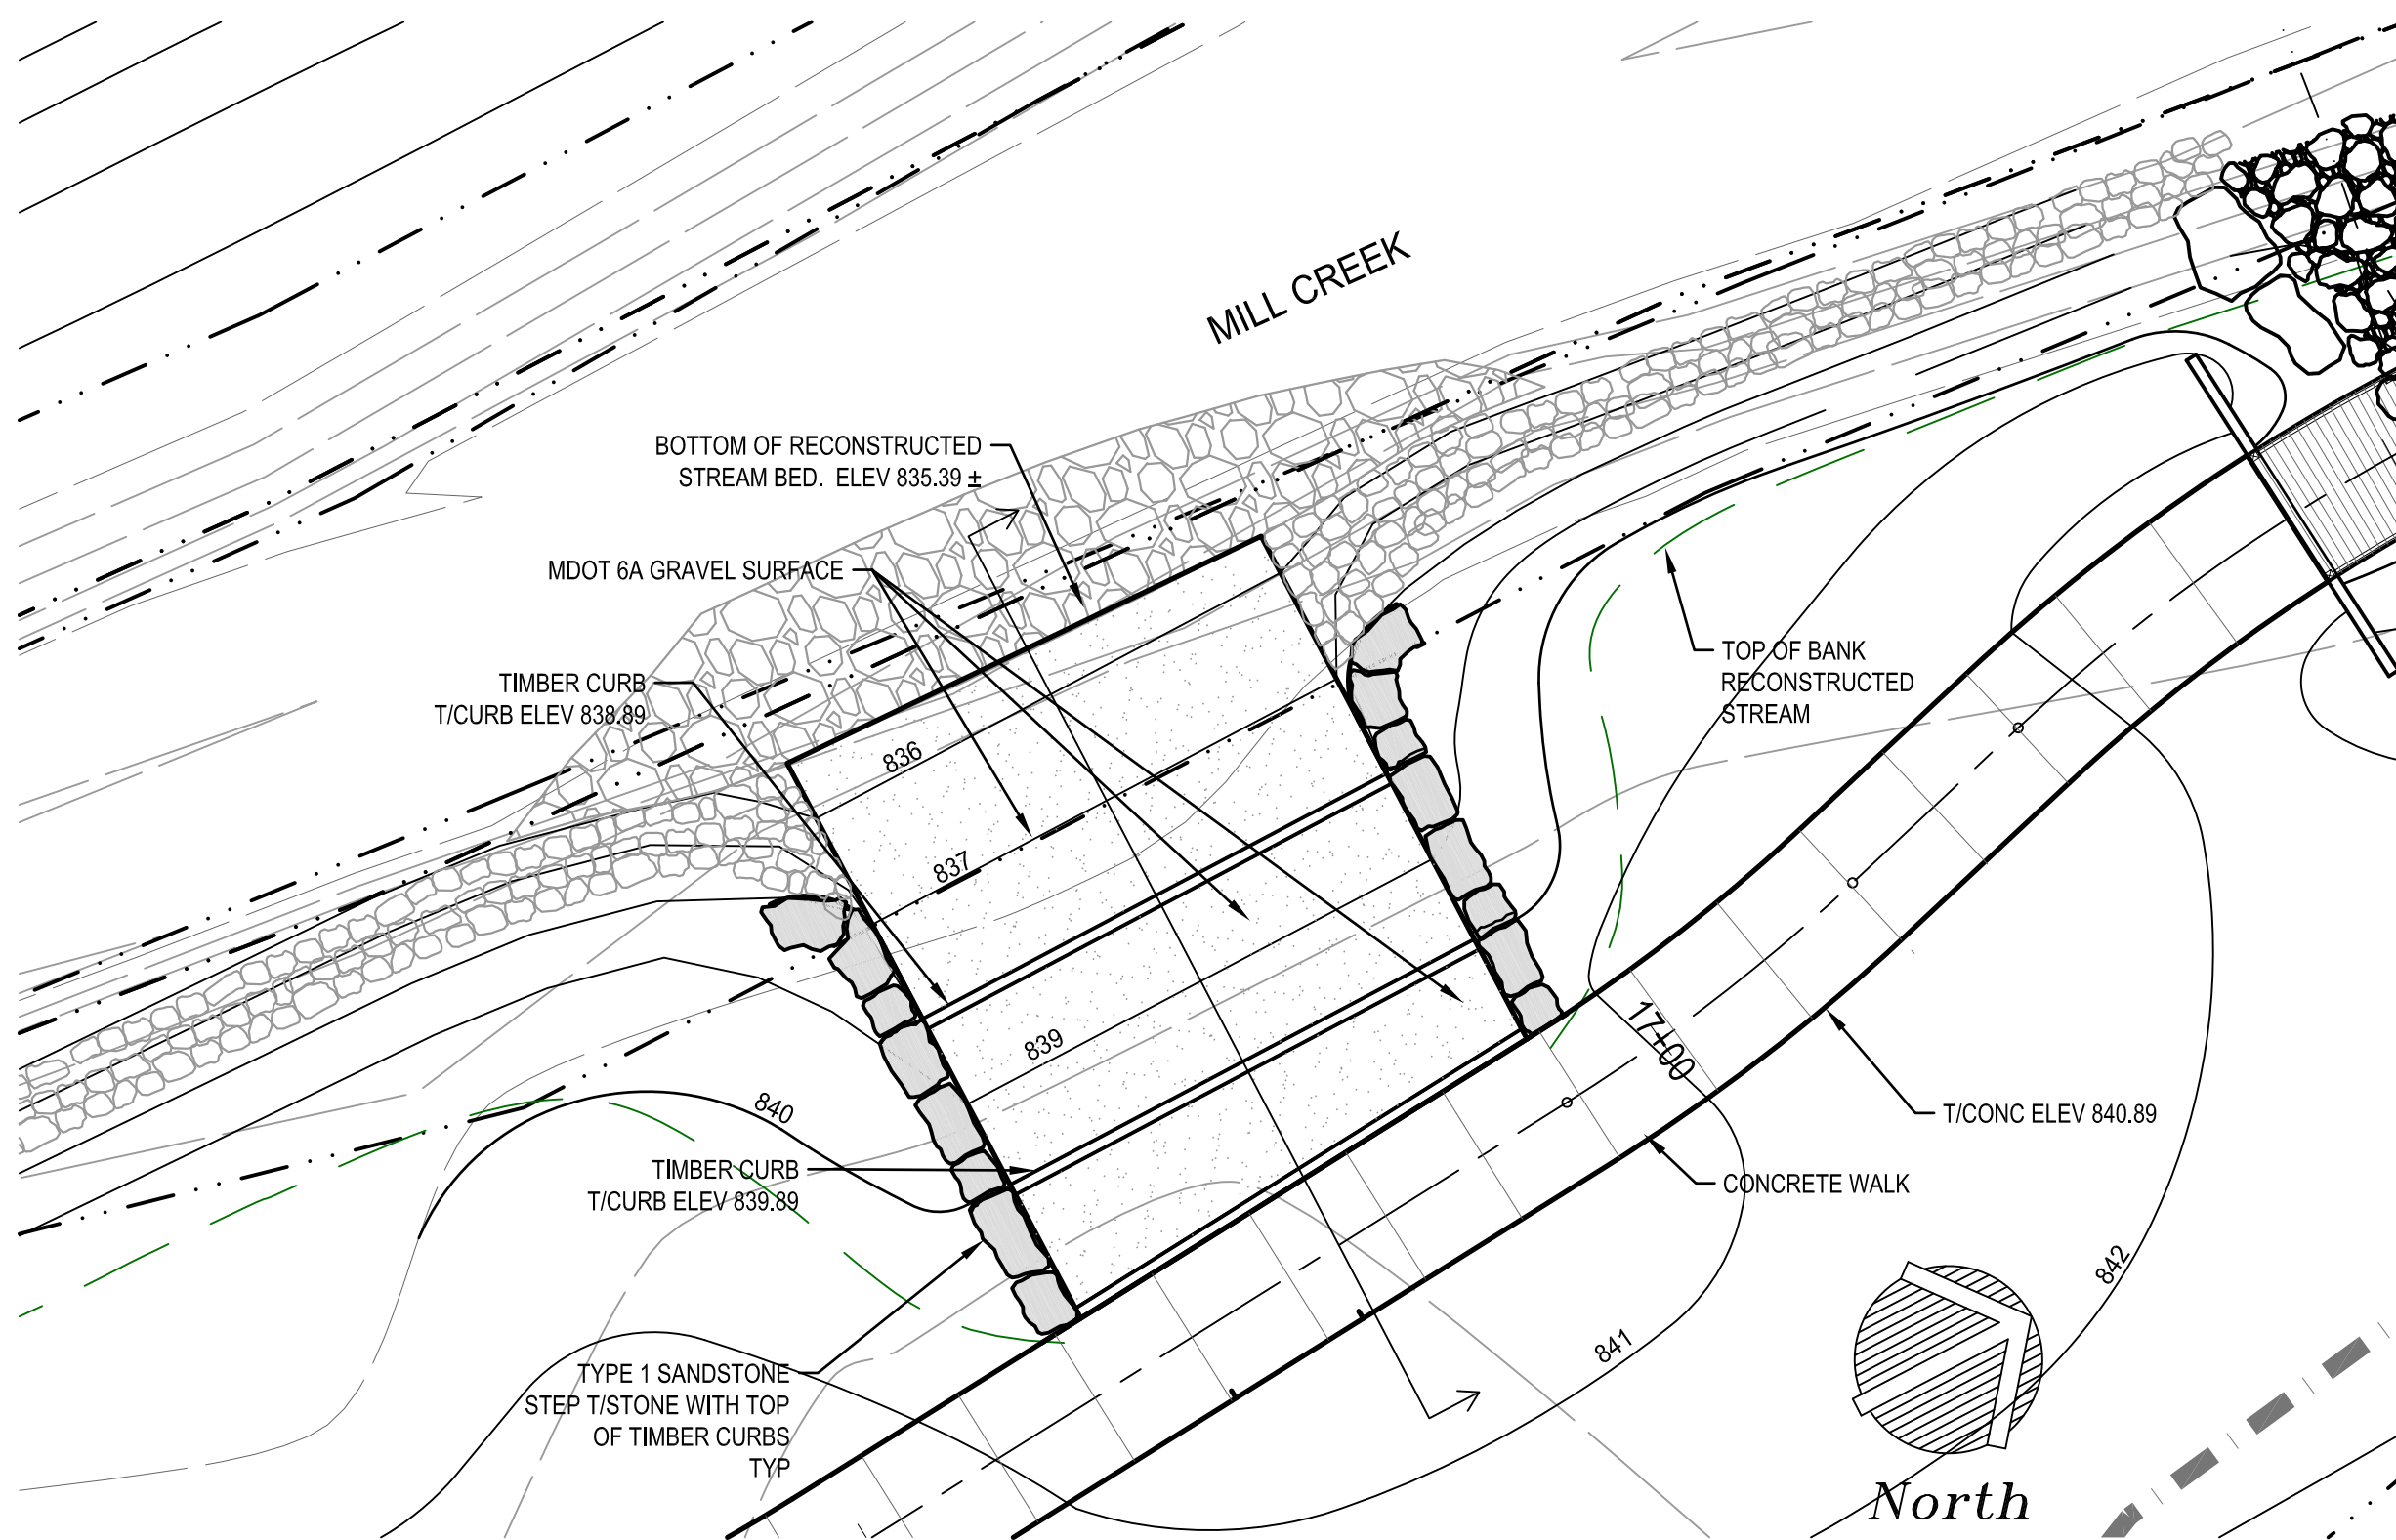 MILL CREEK
BOTTOM OF RECONSTRUCTED
STREAM BED. ELEV 835.39 ±
MDOT 6A GRAVEL SURFACE
TIMBER CURB
T/CURB ELEV 838.89
TOP OF BANK
RECONSTRUCTED
STREAM
836
837
839
17+00
840
T/CONC ELEV 840.89
TIMBER CURB
T/CURB ELEV 839.89
CONCRETE WALK
842
841
TYPE 1 SANDSTONE
STEP T/STONE WITH TOP
OF TIMBER CURBS
TYP
North